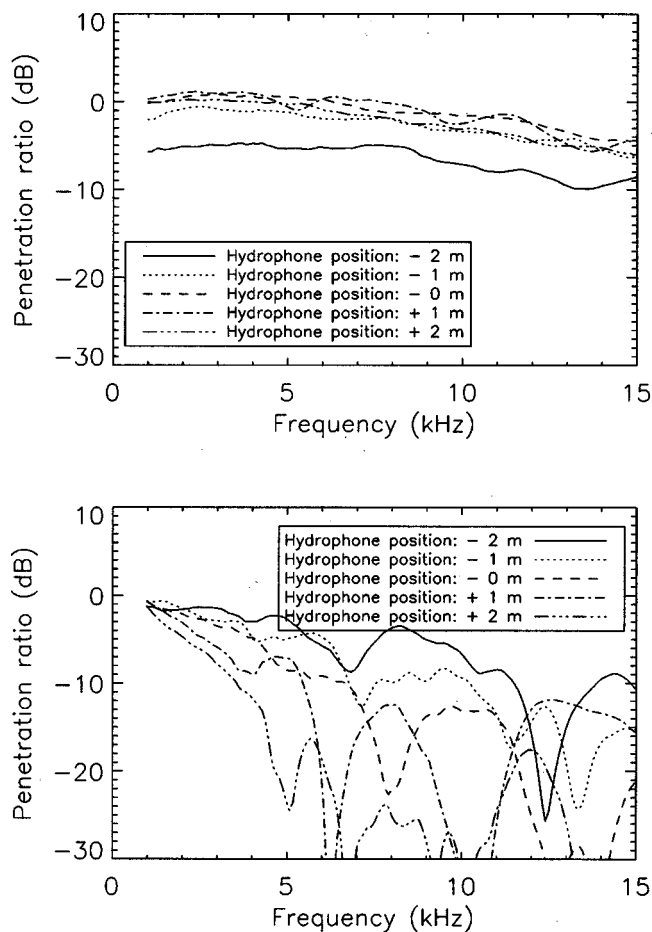 10
0
-10
-20
-30
Penetration ratio (dB)
Hydrophone position: - 2 m
Hydrophone position: - 1 m
Hydrophone position: - 0 m
Hydrophone position: + 1 m
Hydrophone position: + 2 m
0 5 10 15
Frequency (kHz)
10
0
-10
-20
-30
Penetration ratio (dB)
Hydrophone position: - 2 m
Hydrophone position: - 1 m
Hydrophone position: - 0 m
Hydrophone position: + 1 m
Hydrophone position: + 2 m
0 5 10 15
Frequency (kHz)